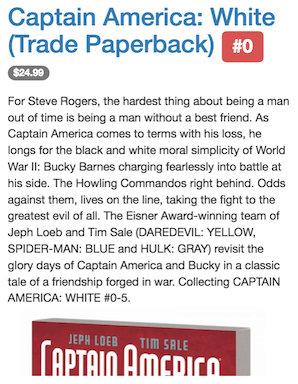 Captain America: White
(Trade Paperback) #0
$24.99
For Steve Rogers, the hardest thing about being a man
out of time is being a man without a best friend. As
Captain America comes to terms with his loss, he
longs for the black and white moral simplicity of World
War II: Bucky Barnes charging fearlessly into battle at
his side. The Howling Commandos right behind. Odds
against them, lives on the line, taking the fight to the
greatest evil of all. The Eisner Award-winning team of
Jeph Loeb and Tim Sale (DAREDEVIL: YELLOW,
SPIDER-MAN: BLUE and HULK: GRAY) revisit the
glory days of Captain America and Bucky in a classic
tale of a friendship forged in war. Collecting CAPTAIN
AMERICA: WHITE #0-5.
JEPH LOEB TIM SALE
CAPTAIN AMERICA